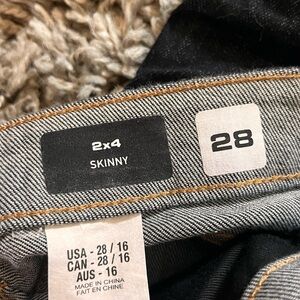 2x4
SKINNY
28
USA - 28 / 16
CAN - 28 / 16
AUS - 16
MADE IN CHINA
FAIT EN CHINE